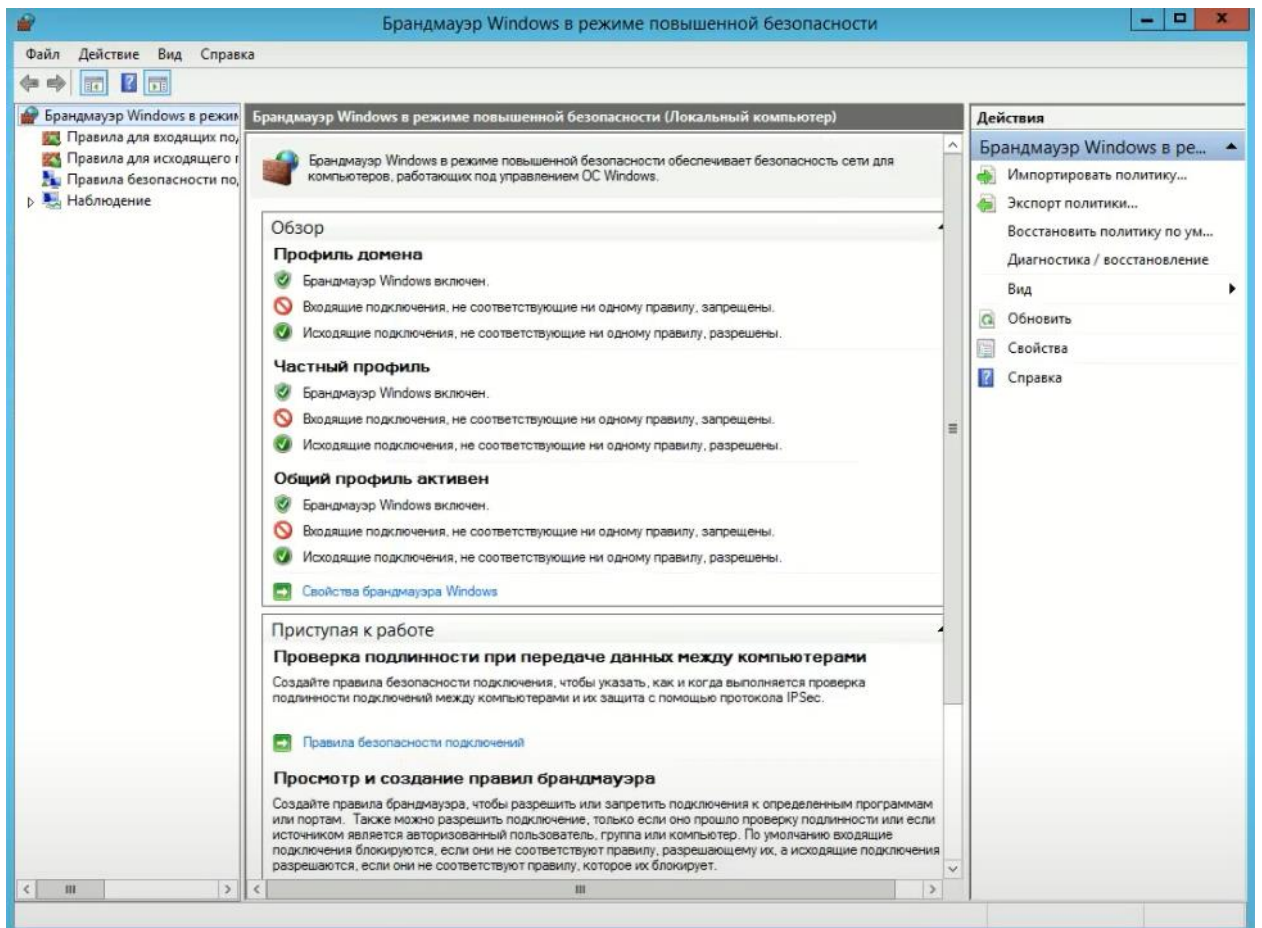 Брандмауэр Windows в режиме повышенной безопасности
Файл Действие Вид Справка
Брандмауэр Windows в режим
Правила для входящих по
Правила для исходящего
Правила безопасности по
Наблюдение
Брандмауэр Windows в режиме повышенной безопасности (Локальный компьютер)
Брандмауэр Windows в режиме повышенной безопасности обеспечивает безопасность сети для
компьютеров, работающих под управлением ОС Windows.
Обзор
Профиль домена
Брандмауэр Windows включен.
Входящие подключения, не соответствующие ни одному правилу, запрещены.
Исходящие подключения, не соответствующие ни одному правилу, разрешены.
Частный профиль
Брандмауэр Windows включен.
Входящие подключения, не соответствующие ни одному правилу, запрещены.
Исходящие подключения, не соответствующие ни одному правилу, разрешены.
Общий профиль активен
Брандмауэр Windows включен.
Входящие подключения, не соответствующие ни одному правилу, запрещены.
Исходящие подключения, не соответствующие ни одному правилу, разрешены.
Свойства брандмауэра Windows
Приступая к работе
Проверка подлинности при передаче данных между компьютерами
Создайте правила безопасности подключения, чтобы указать, как и когда выполняется проверка
подлинности подключений между компьютерами и их защита с помощью протокола IPSec.
Правила безопасности подключений
Просмотр и создание правил брандмауэра
Создайте правила брандмауэра, чтобы разрешить или запретить подключения к определенным программам
или портам. Также можно разрешить подключение, только если оно прошло проверку подлинности или если
источником является авторизованный пользователь, группа или компьютер. По умолчанию входящие
подключения блокируются, если они не соответствуют правилу, разрешающему их, а исходящие подключения
разрешаются, если они не соответствуют правилу, которое их блокирует.
Действия
Брандмауэр Windows в ре...
Импортировать политику...
Экспорт политики...
Восстановить политику по ум...
Диагностика / восстановление
Вид
Обновить
Свойства
Справка